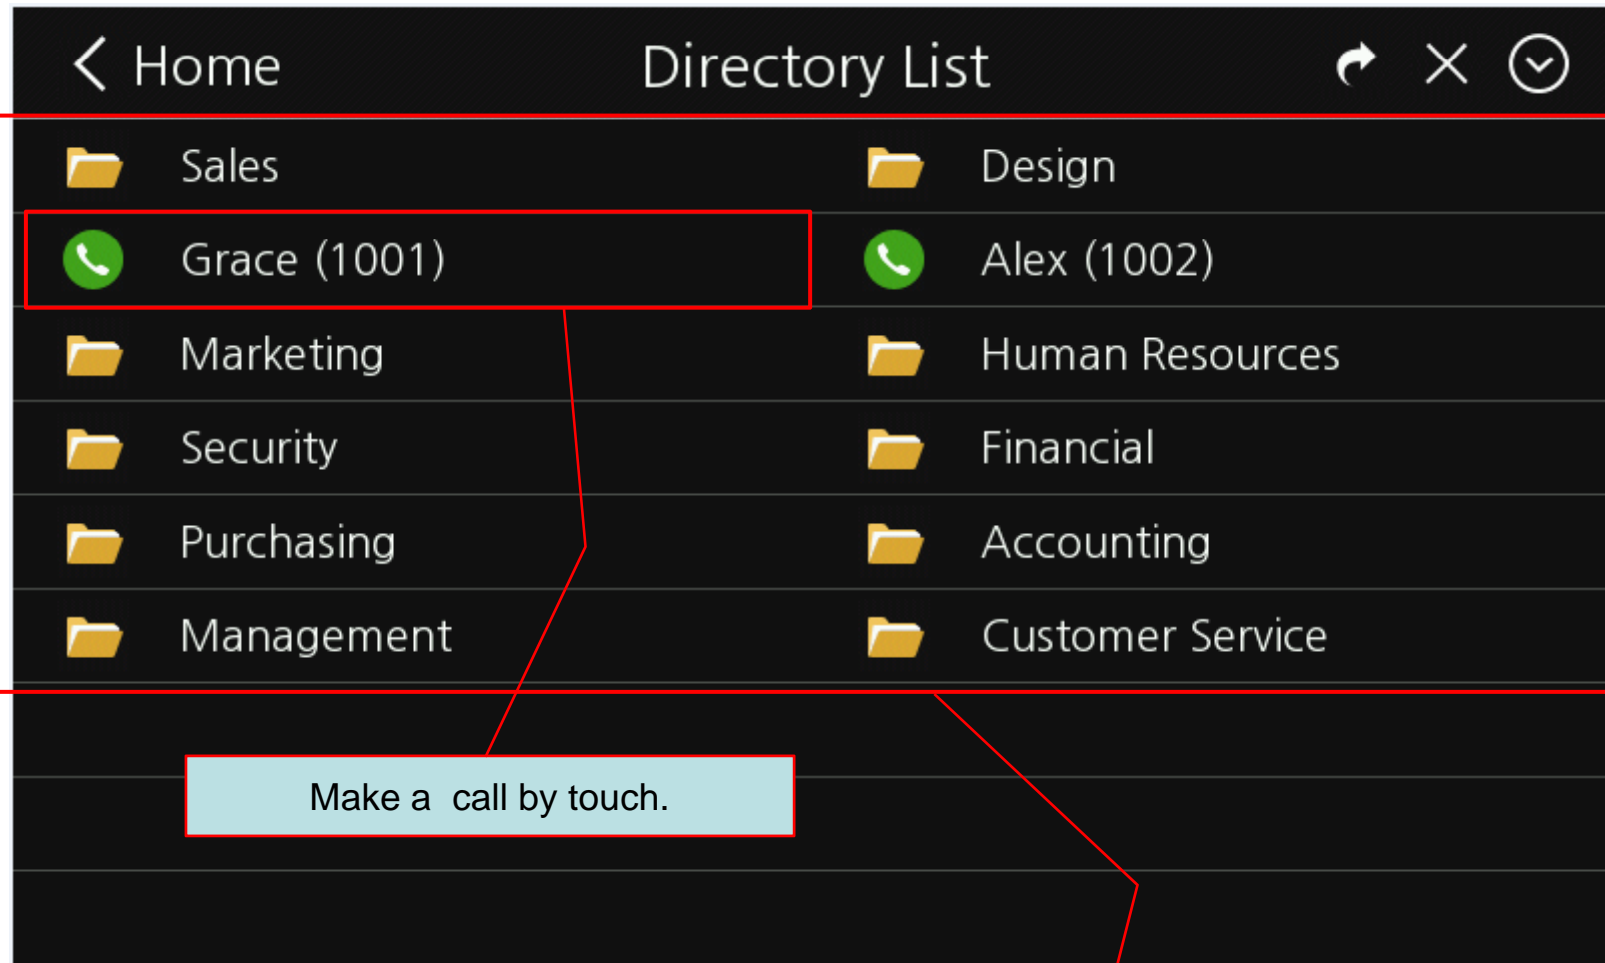 Home Directory List
Sales Design
Grace (1001) Alex (1002)
Marketing Human Resources
Security Financial
Purchasing Accounting
Management Customer Service
Make a  call by touch.